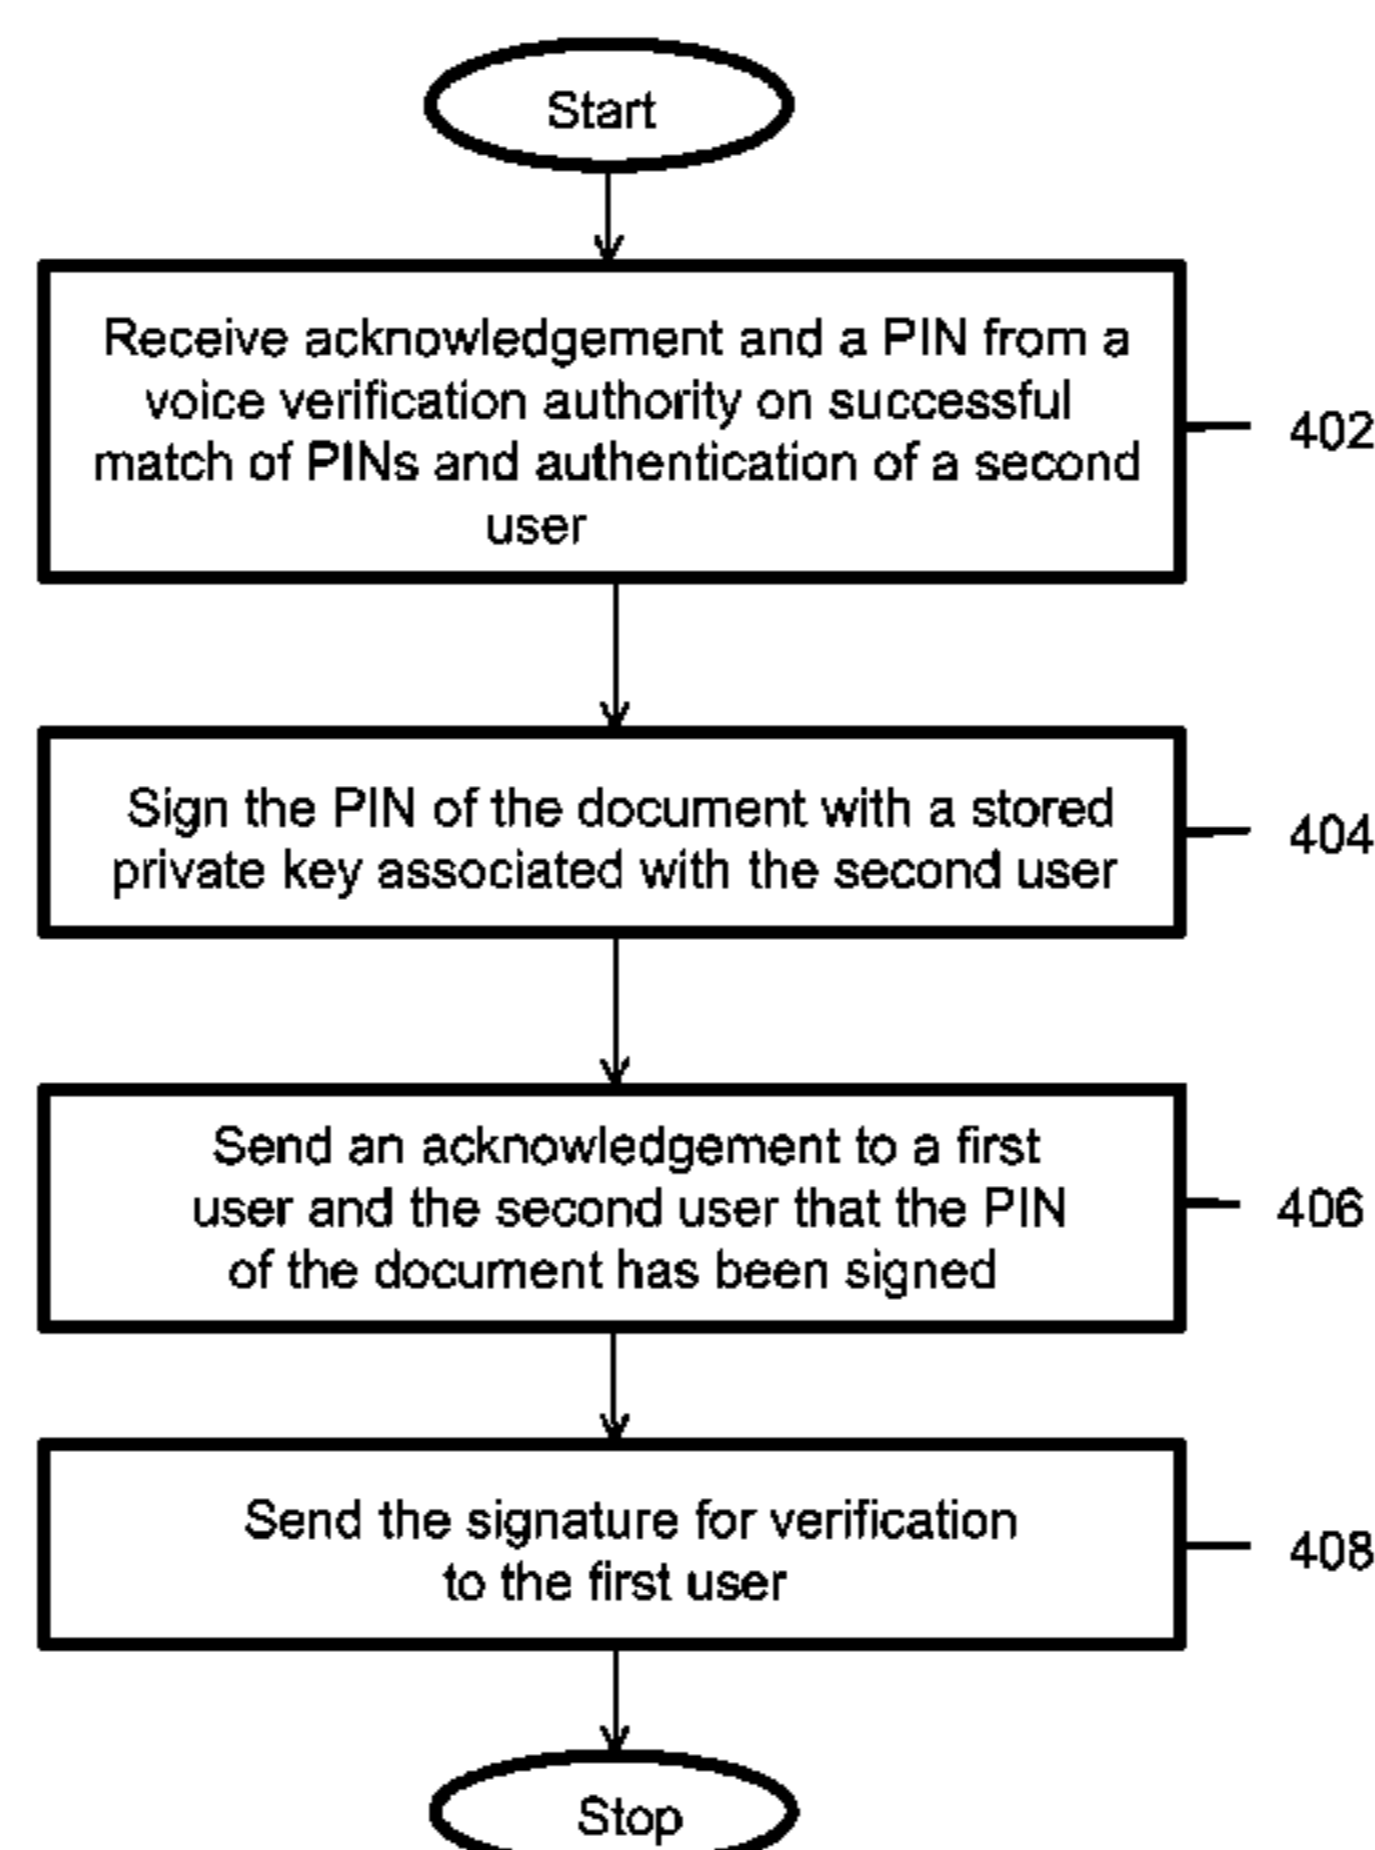 Start
Receive acknowledgement and a PIN from a
voice verification authority on successful
match of PINs and authentication of a second
user
402
Sign the PIN of the document with a stored
private key associated with the second user
404
Send an acknowledgement to a first
user and the second user that the PIN
of the document has been signed
406
Send the signature for verification
to the first user
408
Stop